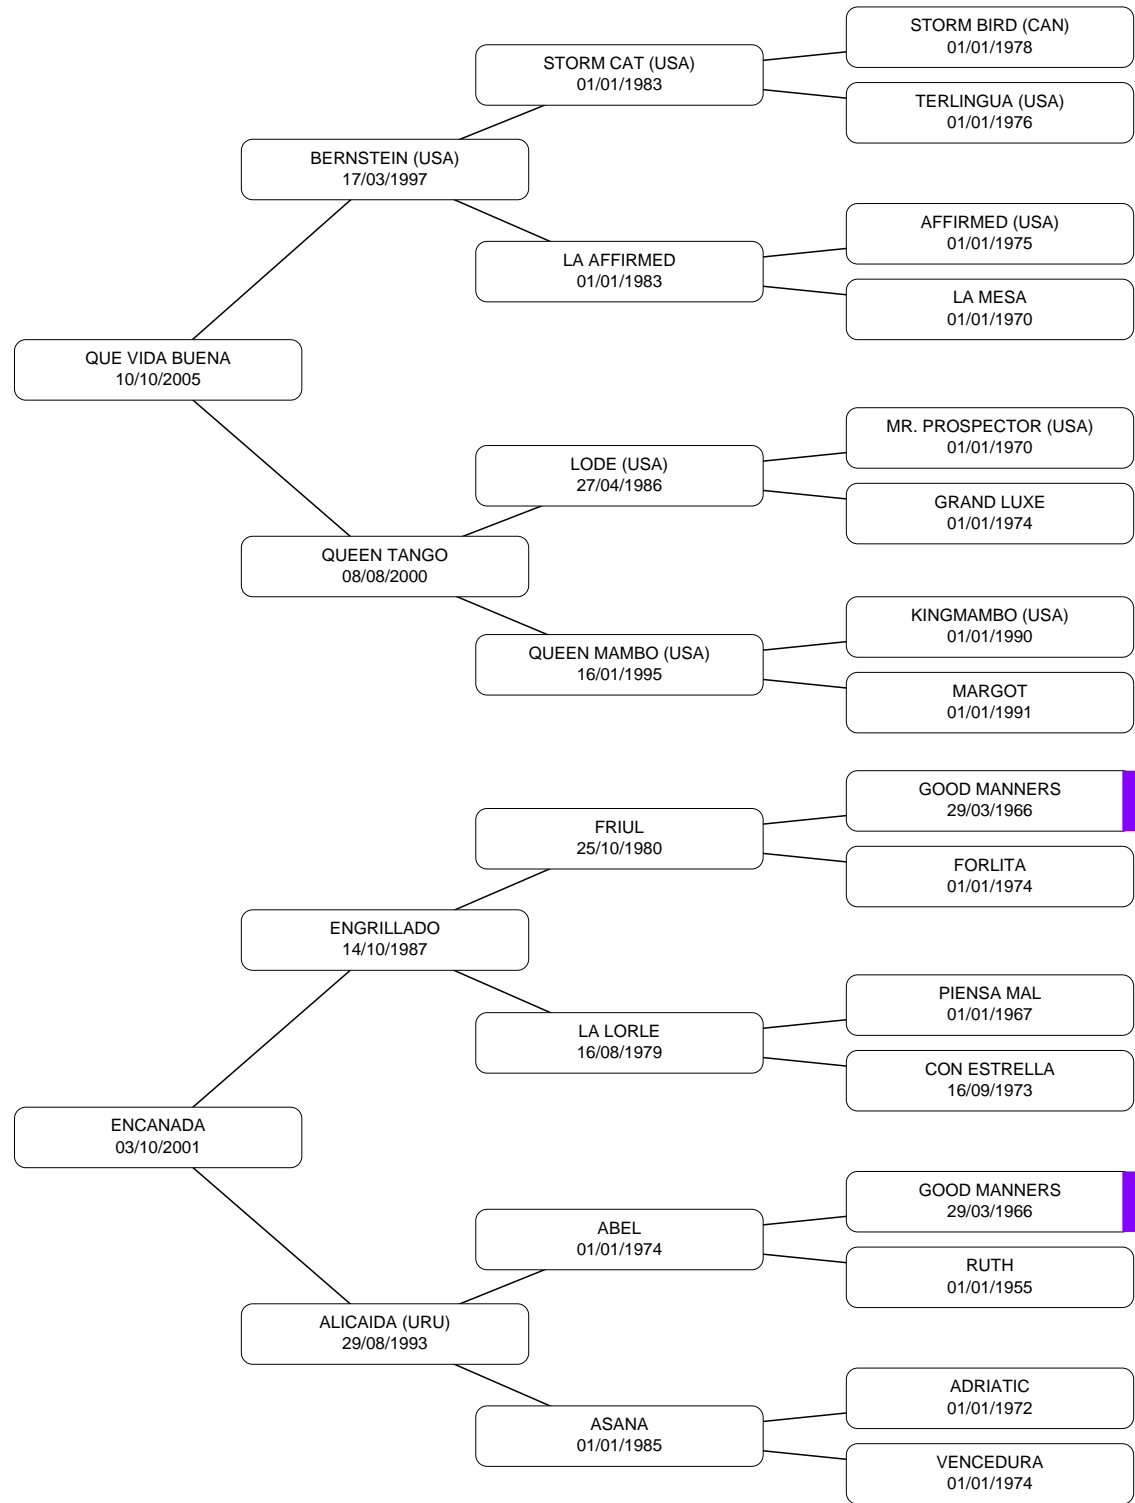 STORM BIRD (CAN)
01/01/1978
STORM CAT (USA)
01/01/1983
TERLINGUA (USA)
01/01/1976
BERNSTEIN (USA)
17/03/1997
AFFIRMED (USA)
01/01/1975
LA AFFIRMED
01/01/1983
LA MESA
01/01/1970
QUE VIDA BUENA
10/10/2005
MR. PROSPECTOR (USA)
01/01/1970
LODE (USA)
27/04/1986
GRAND LUXE
01/01/1974
QUEEN TANGO
08/08/2000
KINGMAMBO (USA)
01/01/1990
QUEEN MAMBO (USA)
16/01/1995
MARGOT
01/01/1991
GOOD MANNERS
29/03/1966
FRIUL
25/10/1980
FORLITA
01/01/1974
ENGRILLADO
14/10/1987
PIENSA MAL
01/01/1967
LA LORLE
16/08/1979
CON ESTRELLA
16/09/1973
ENCANADA
03/10/2001
GOOD MANNERS
29/03/1966
ABEL
01/01/1974
RUTH
01/01/1955
ALICAIDA (URU)
29/08/1993
ADRIATIC
01/01/1972
ASANA
01/01/1985
VENCEDURA
01/01/1974